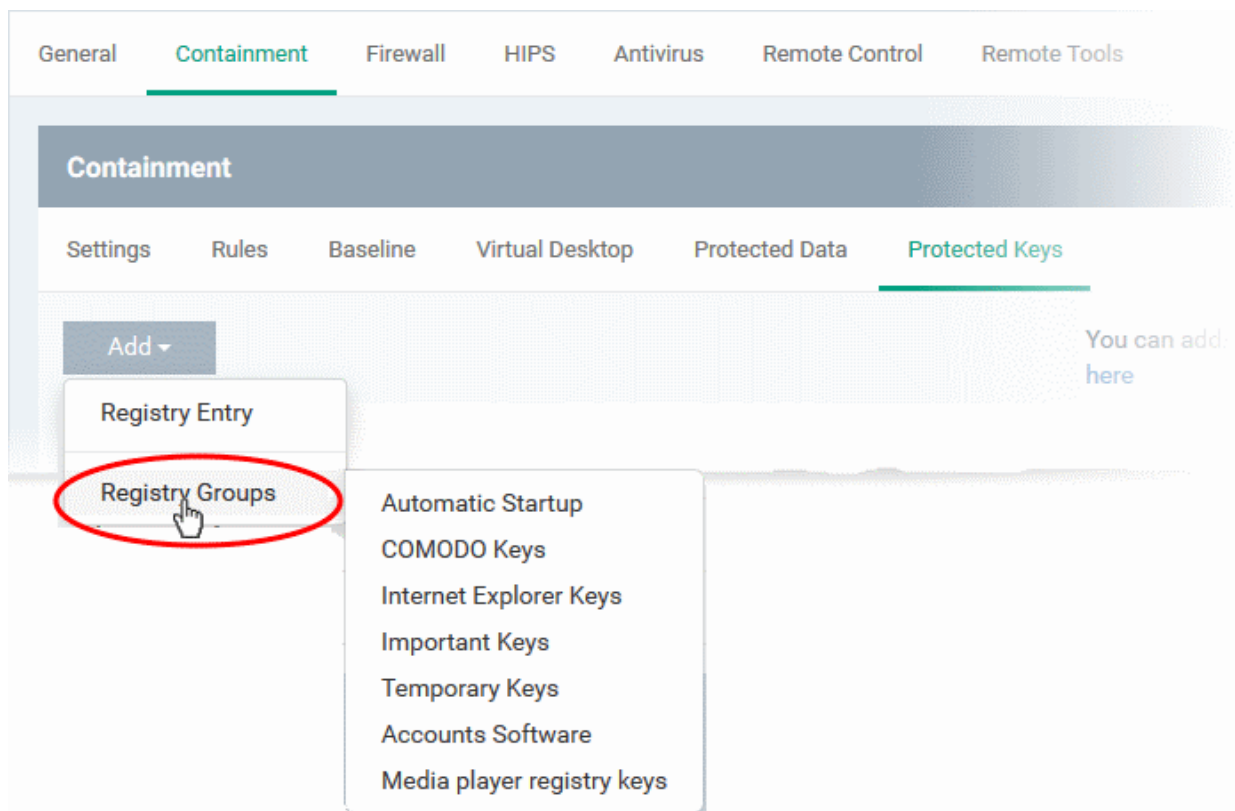 General Containment Firewall HIPS Antivirus Remote Control Remote Tools
Containment
Settings Rules Baseline Virtual Desktop Protected Data Protected Keys
Add
You can add
here
Registry Entry
Registry Groups
Automatic Startup
COMODO Keys
Internet Explorer Keys
Important Keys
Temporary Keys
Accounts Software
Media player registry keys